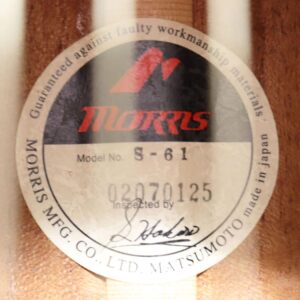 Guaranteed against faulty workmanship materials
MORRIS
Model No. S-61
02070125
Inspected by
MORRIS MFG. CO., LTD. MATSUMOTO made in japan